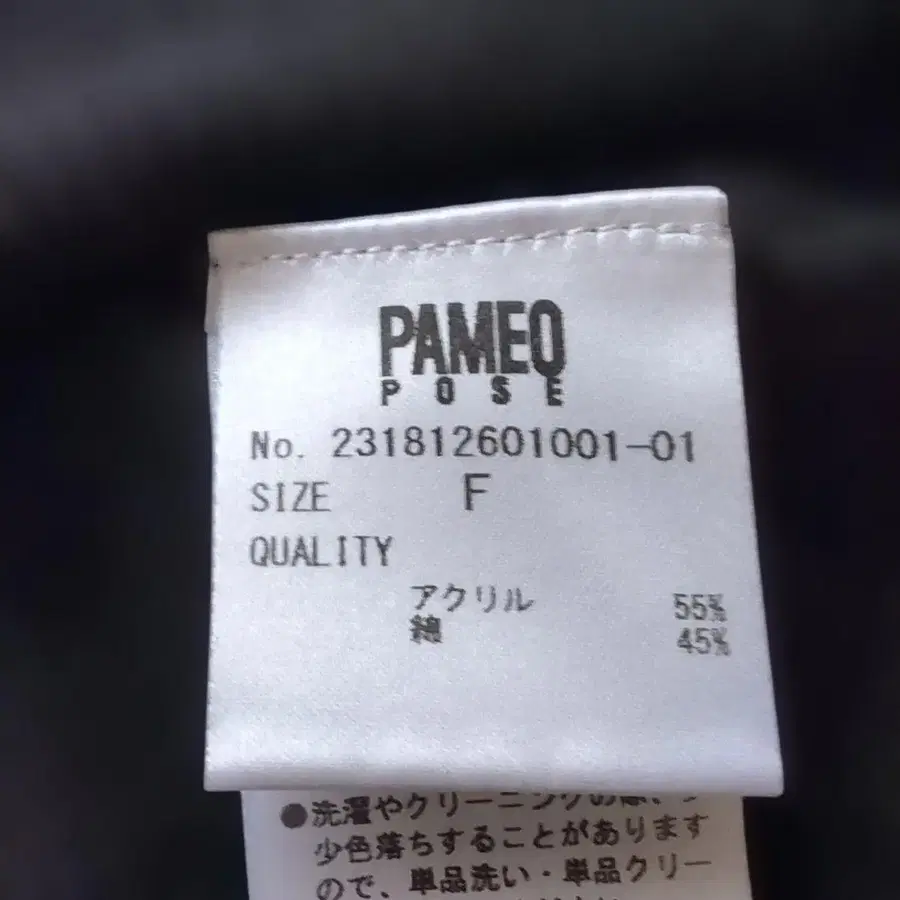 PAMEO
POSE
No. 231812601001-01
SIZE F
QUALITY
アクリル 55%
綿 45%
●洗濯やクリーニングの際、
少色落ちすることがあります
ので、単品洗い・単品クリー